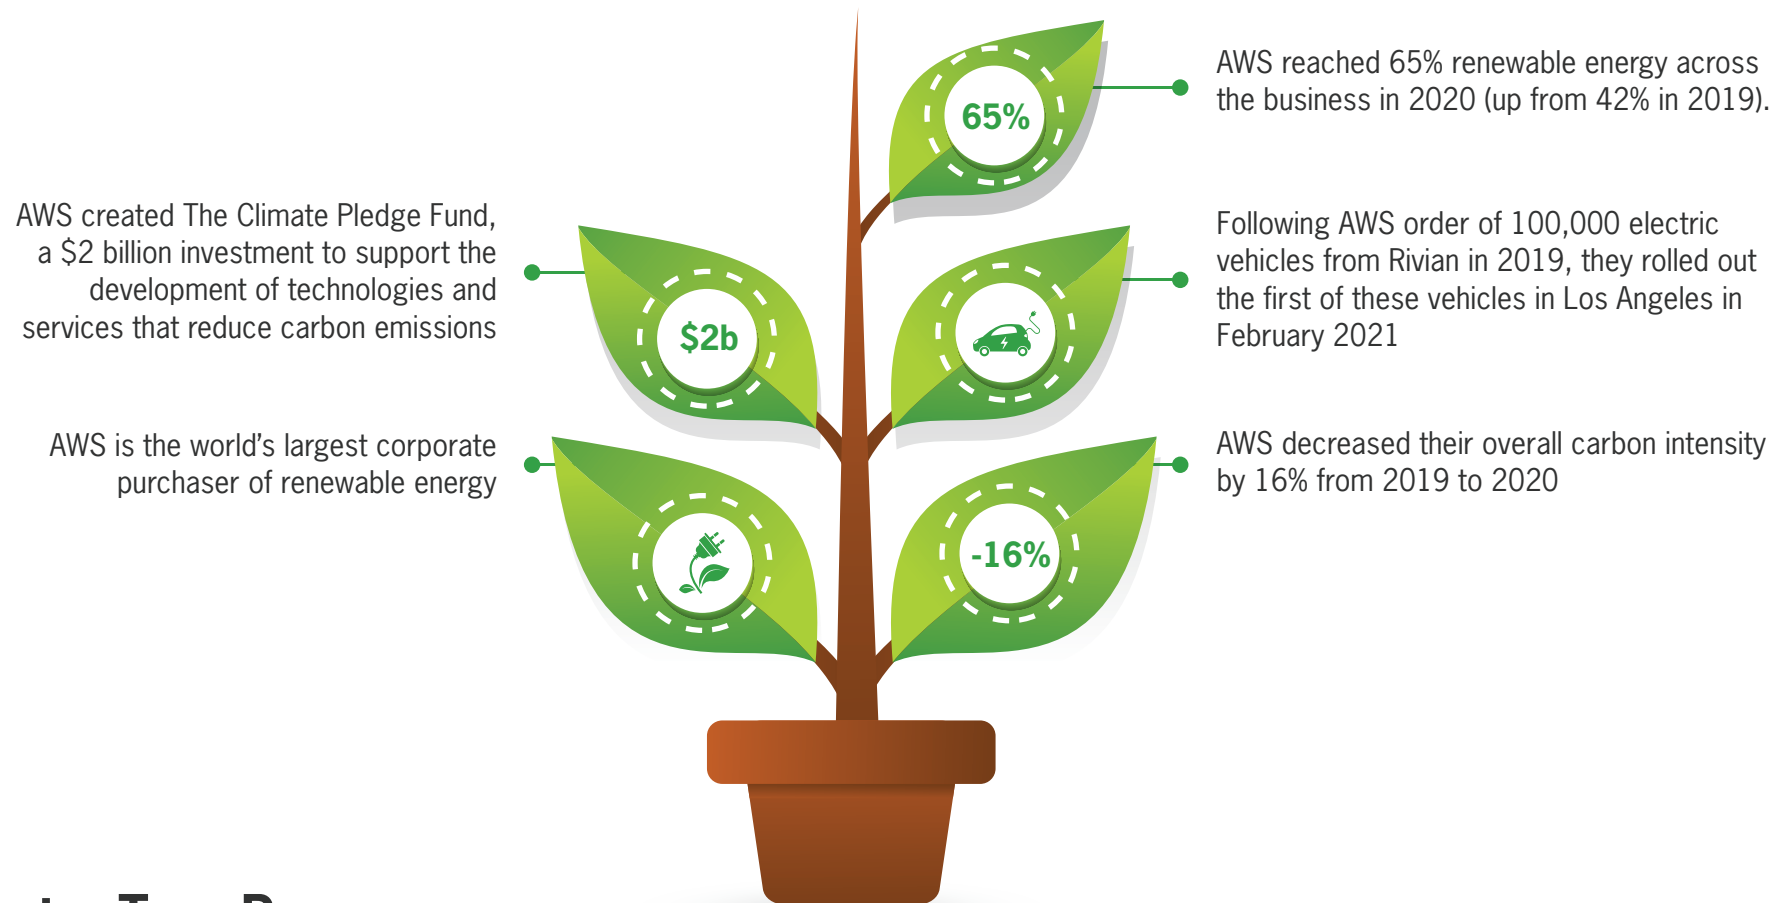 65%
AWS reached 65% renewable energy across
the business in 2020 (up from 42% in 2019).
AWS created The Climate Pledge Fund,
a $2 billion investment to support the
development of technologies and
services that reduce carbon emissions
$2b
Following AWS order of 100,000 electric
vehicles from Rivian in 2019, they rolled out
the first of these vehicles in Los Angeles in
February 2021
AWS is the world’s largest corporate
purchaser of renewable energy
-16%
AWS decreased their overall carbon intensity
by 16% from 2019 to 2020